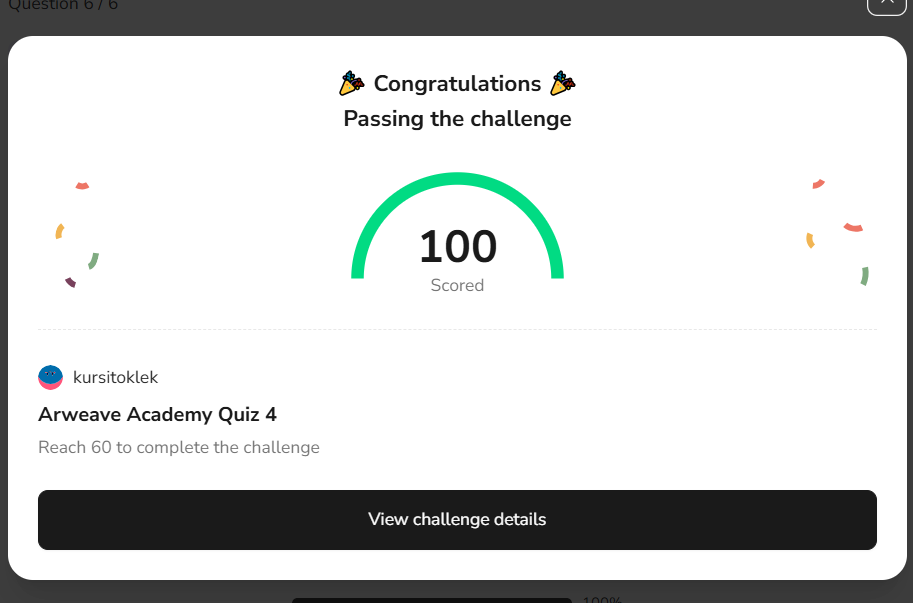 Question 6 / 6
Congratulations
Passing the challenge
100
Scored
kursitoklek
Arweave Academy Quiz 4
Reach 60 to complete the challenge
View challenge details
100%